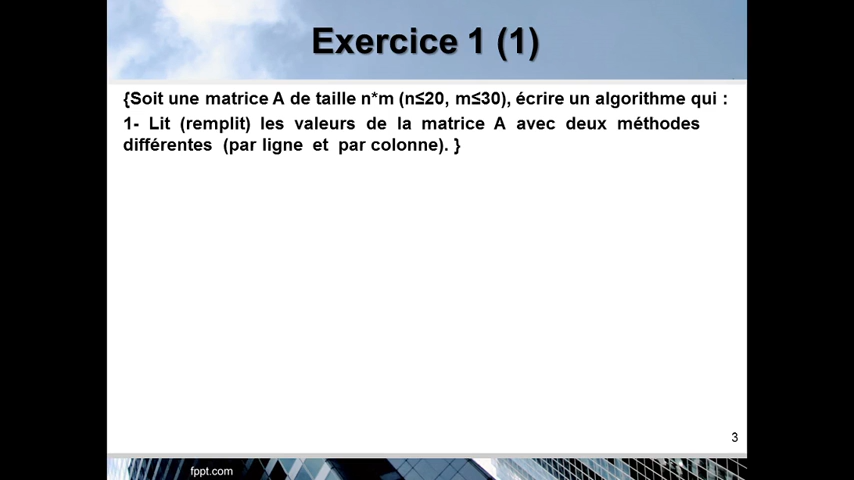 Exercice 1 (1)
{Soit une matrice A de taille n*m (n≤20, m≤30), écrire un algorithme qui :
1- Lit (remplit) les valeurs de la matrice A avec deux méthodes
différentes (par ligne et par colonne). }
3
fppt.com